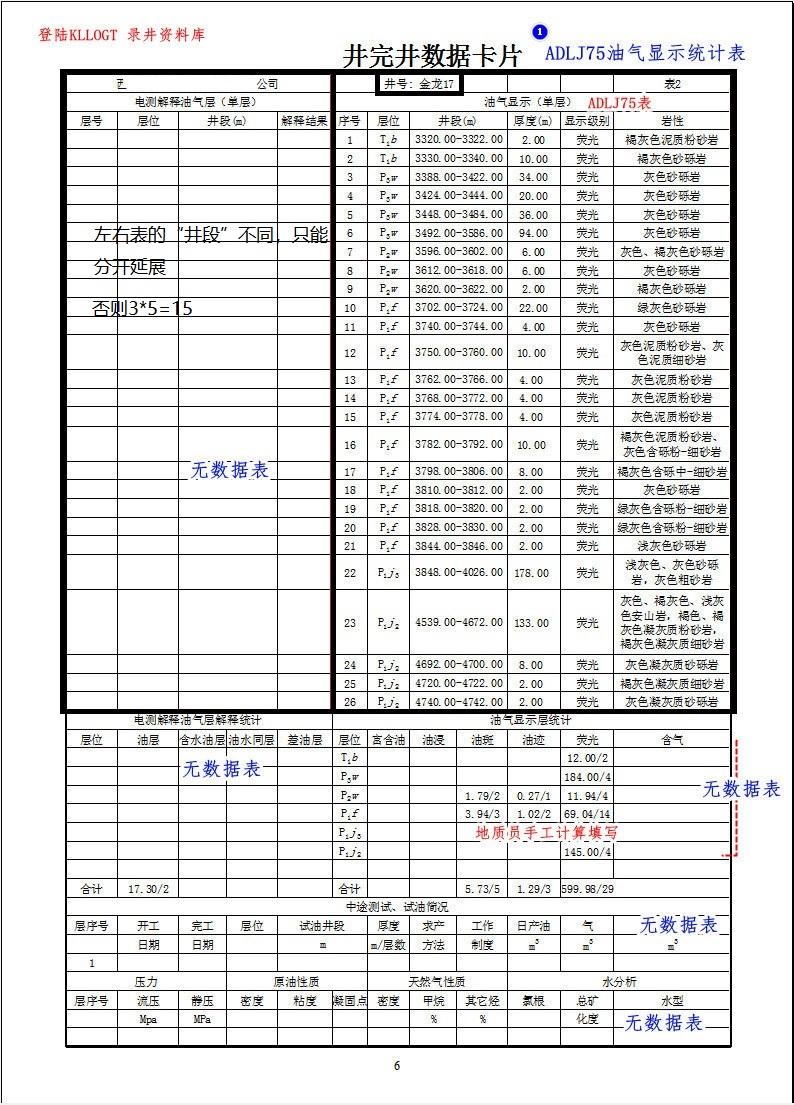 登陆KLLOGT 录井资料库
井完井数据卡片
1
ADLJ75油气显示统计表
公司 井号：金龙17 表2
电测解释油气层（单层） 油气显示（单层） ADLJ75表
层号 层位 井段(m) 解释结果 序号 层位 井段(m) 厚度(m) 显示级别 岩性
1 T₁b 3320.00-3322.00 2.00 荧光 褐灰色泥质粉砂岩
2 T₁b 3330.00-3340.00 10.00 荧光 褐灰色砂砾岩
3 P₃w 3388.00-3422.00 34.00 荧光 灰色砂砾岩
4 P₃w 3424.00-3444.00 20.00 荧光 灰色砂砾岩
5 P₃w 3448.00-3484.00 36.00 荧光 灰色砂砾岩
左右表的“井段”不同，只能
6 P₃w 3492.00-3586.00 94.00 荧光 灰色砂砾岩
7 P₂w 3596.00-3602.00 6.00 荧光 灰色、褐灰色砂砾岩
分开延展
8 P₂w 3612.00-3618.00 6.00 荧光 灰色砂砾岩
9 P₂w 3620.00-3622.00 2.00 荧光 褐灰色砂砾岩
否则3*5=15
10 P₁f 3702.00-3724.00 22.00 荧光 绿灰色砂砾岩
11 P₁f 3740.00-3744.00 4.00 荧光 灰色砂砾岩
12 P₁f 3750.00-3760.00 10.00 荧光 灰色泥质粉砂岩、灰
色泥质细砂岩
13 P₁f 3762.00-3766.00 4.00 荧光 灰色泥质粉砂岩
14 P₁f 3768.00-3772.00 4.00 荧光 灰色泥质粉砂岩
15 P₁f 3774.00-3778.00 4.00 荧光 灰色泥质粉砂岩
16 P₁f 3782.00-3792.00 10.00 荧光 褐灰色泥质粉砂岩、
灰色含砾粉-细砂岩
无数据表
17 P₁f 3798.00-3806.00 8.00 荧光 褐灰色含砾中-细砂岩
18 P₁f 3810.00-3812.00 2.00 荧光 灰色砂砾岩
19 P₁f 3818.00-3820.00 2.00 荧光 绿灰色含砾粉-细砂岩
20 P₁f 3828.00-3830.00 2.00 荧光 绿灰色含砾粉-细砂岩
21 P₁f 3844.00-3846.00 2.00 荧光 浅灰色砂砾岩
22 P₁j₃ 3848.00-4026.00 178.00 荧光 浅灰色、灰色砂砾
岩，灰色粗砂岩
23 P₁j₂ 4539.00-4672.00 133.00 荧光 灰色、褐灰色、浅灰
色安山岩，褐色、褐
灰色凝灰质粉砂岩，
褐灰色凝灰质细砂岩
24 P₁j₂ 4692.00-4700.00 8.00 荧光 灰色凝灰质砂砾岩
25 P₁j₂ 4720.00-4722.00 2.00 荧光 褐灰色凝灰质细砂岩
26 P₁j₂ 4740.00-4742.00 2.00 荧光 灰色凝灰质砂砾岩
电测解释油气层解释统计 油气显示层统计
层位 油层 含水油层 油水同层 差油层 层位 富含油 油浸 油斑 油迹 荧光 含气
T₁b 12.00/2
无数据表
P₃w 184.00/4
无数据表
P₂w 1.79/2 0.27/1 11.94/4
P₁f 3.94/3 1.02/2 69.04/14
P₁j₃ 地质员手工计算填写
P₁j₂ 145.00/4
合计 17.30/2 合计 5.73/5 1.29/3 599.98/29
中途测试、试油简况
层序号 开工 完工 层位 试油井段 厚度 求产 工作 日产油 气 无数据表
日期 日期 m m/层数 方法 制度 m³ m³ m³
1
压力 原油性质 天然气性质 水分析
层序号 流压 静压 密度 粘度 凝固点 密度 甲烷 其它烃 氯根 总矿 水型
Mpa MPa % % 化度 无数据表
6